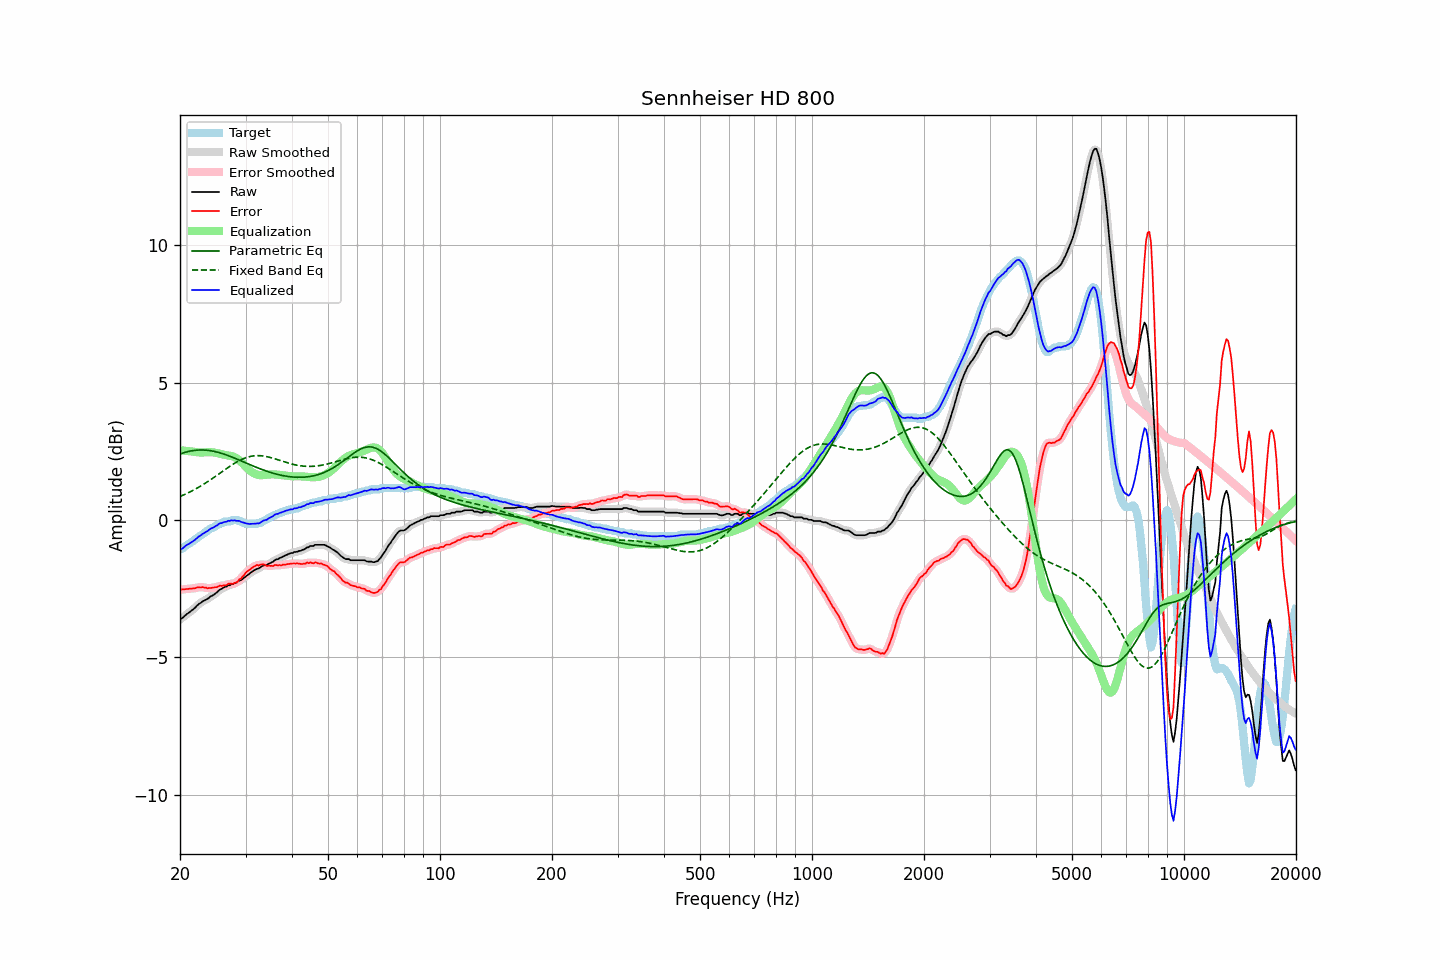 Sennheiser HD 800
Target
Raw Smoothed
Error Smoothed
Raw
Error
Equalization
Parametric Eq
Fixed Band Eq
Equalized
10
5
0
−5
−10
Amplitude (dBr)
20 50 100 200 500 1000 2000 5000 10000 20000
Frequency (Hz)